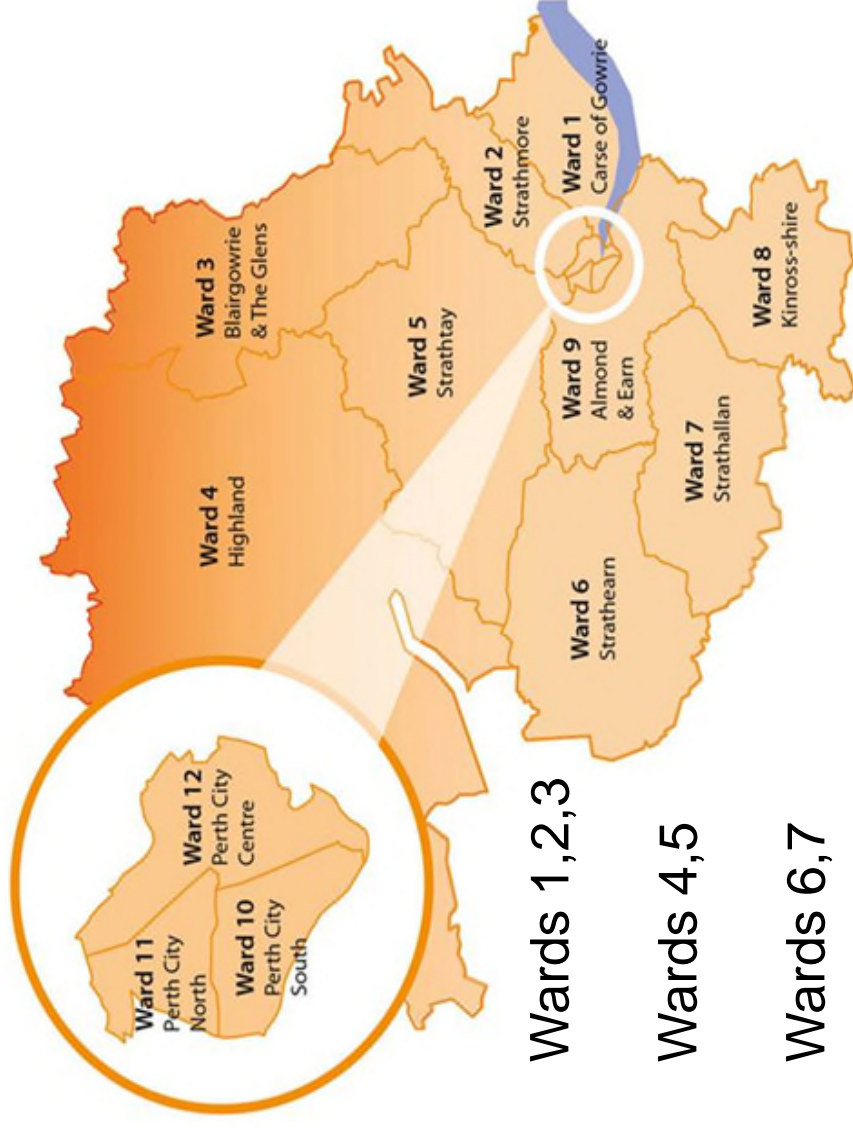 Ward 11
Perth City
North
Ward 12
Perth City
Centre
Ward 10
Perth City
South
Ward 4
Highland
Ward 3
Blairgowrie
& The Glens
Ward 5
Strathtay
Ward 2
Strathmore
Ward 1
Carse of Gowrie
Ward 9
Almond
& Earn
Ward 6
Strathearn
Ward 7
Strathallan
Ward 8
Kinross-shire
Wards 1,2,3
Wards 4,5
Wards 6,7